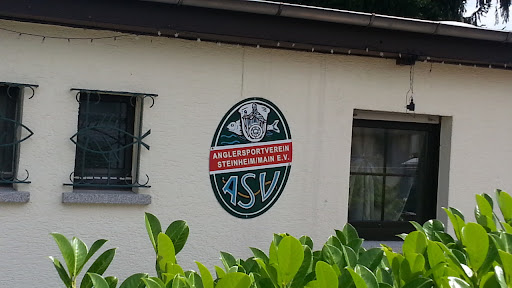 ANGLERSPORTVEREIN
STEINHEIM/MAIN E.V.
ASV